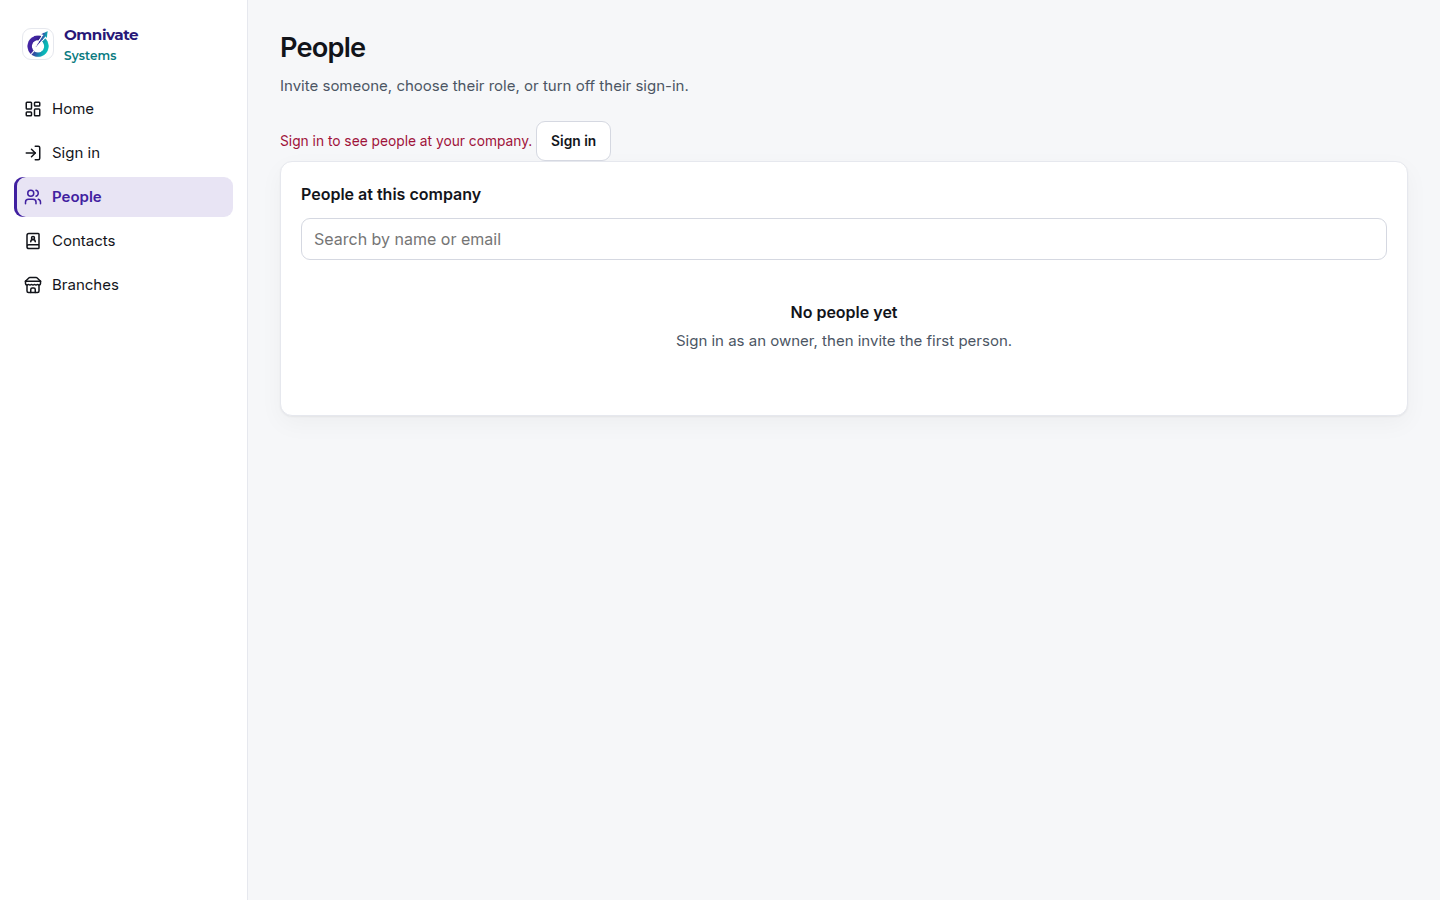 Omnivate
Systems
Home
Sign in
People
Contacts
Branches
People
Invite someone, choose their role, or turn off their sign-in.
Sign in to see people at your company. Sign in
People at this company
Search by name or email
No people yet
Sign in as an owner, then invite the first person.